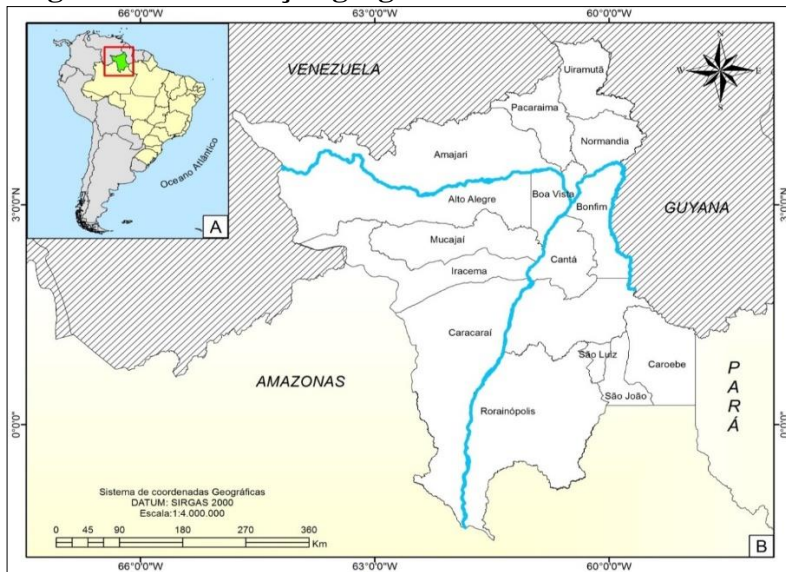 66°0'0"W 63°0'0"W 60°0'0"W
Oceano Atlântico
A
VENEZUELA
N
W E
S
Uiramutã
Pacaraima
Normandia
Amajari
3°0'0"N
3°0'0"N
Alto Alegre
Boa Vista
Bonfim
GUYANA
Mucajaí
Cantá
Iracema
Caracaraí
São Luiz
Caroebe
AMAZONAS
São João
PARÁ
Rorainópolis
0°0'0"
0°0'0"
Sistema de coordenadas Geográficas
DATUM: SIRGAS 2000
Escala:1:4.000.000
0 45 90 180 270 360
Km
B
66°0'0"W 63°0'0"W 60°0'0"W